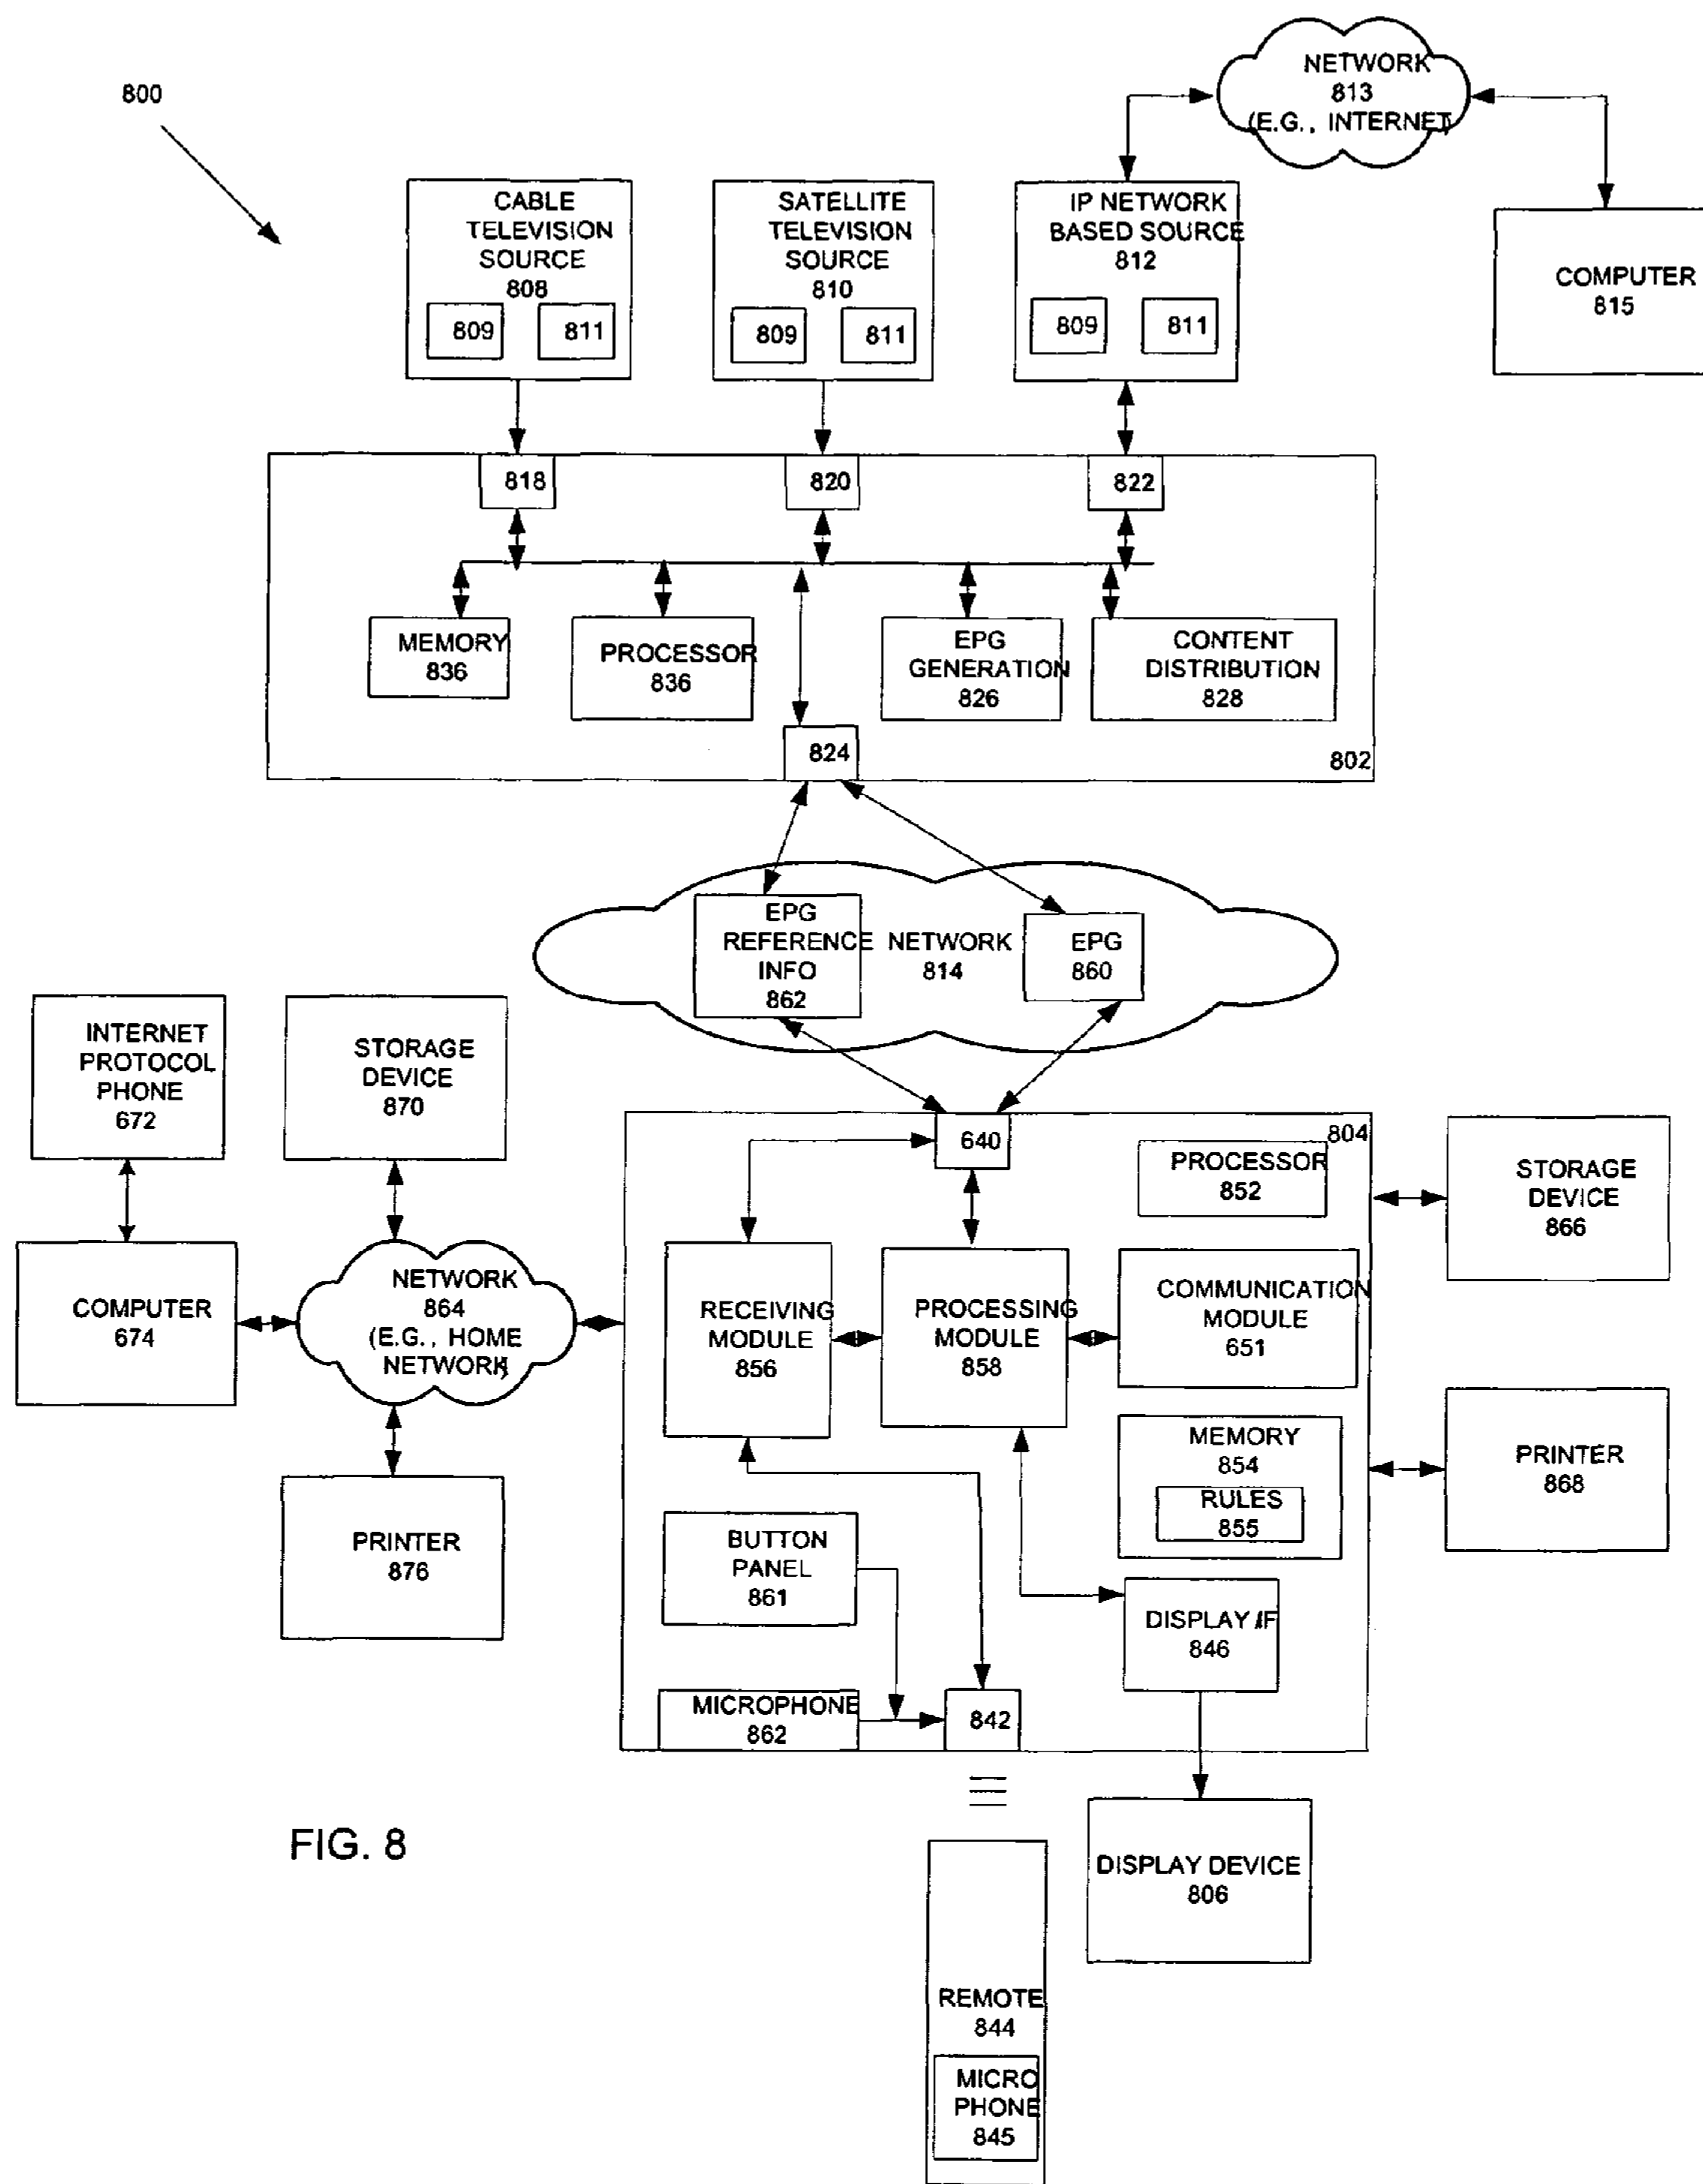 NETWORK
813
(E.G., INTERNET)
800
CABLE
TELEVISION
SOURCE
808
809
811
SATELLITE
TELEVISION
SOURCE
810
809
811
IP NETWORK
BASED SOURCE
812
809
811
COMPUTER
815
818
820
822
MEMORY
836
PROCESSOR
836
EPG
GENERATION
826
CONTENT
DISTRIBUTION
828
824
802
EPG
REFERENCE
INFO
862
NETWORK
814
EPG
860
INTERNET
PROTOCOL
PHONE
672
STORAGE
DEVICE
870
640
804
PROCESSOR
852
STORAGE
DEVICE
866
COMPUTER
674
NETWORK
864
(E.G., HOME
NETWORK)
RECEIVING
MODULE
856
PROCESSING
MODULE
858
COMMUNICATION
MODULE
651
MEMORY
854
RULES
855
PRINTER
868
PRINTER
876
BUTTON
PANEL
861
DISPLAY IF
846
MICROPHONE
862
842
FIG. 8
DISPLAY DEVICE
806
REMOTE
844
MICRO
PHONE
845